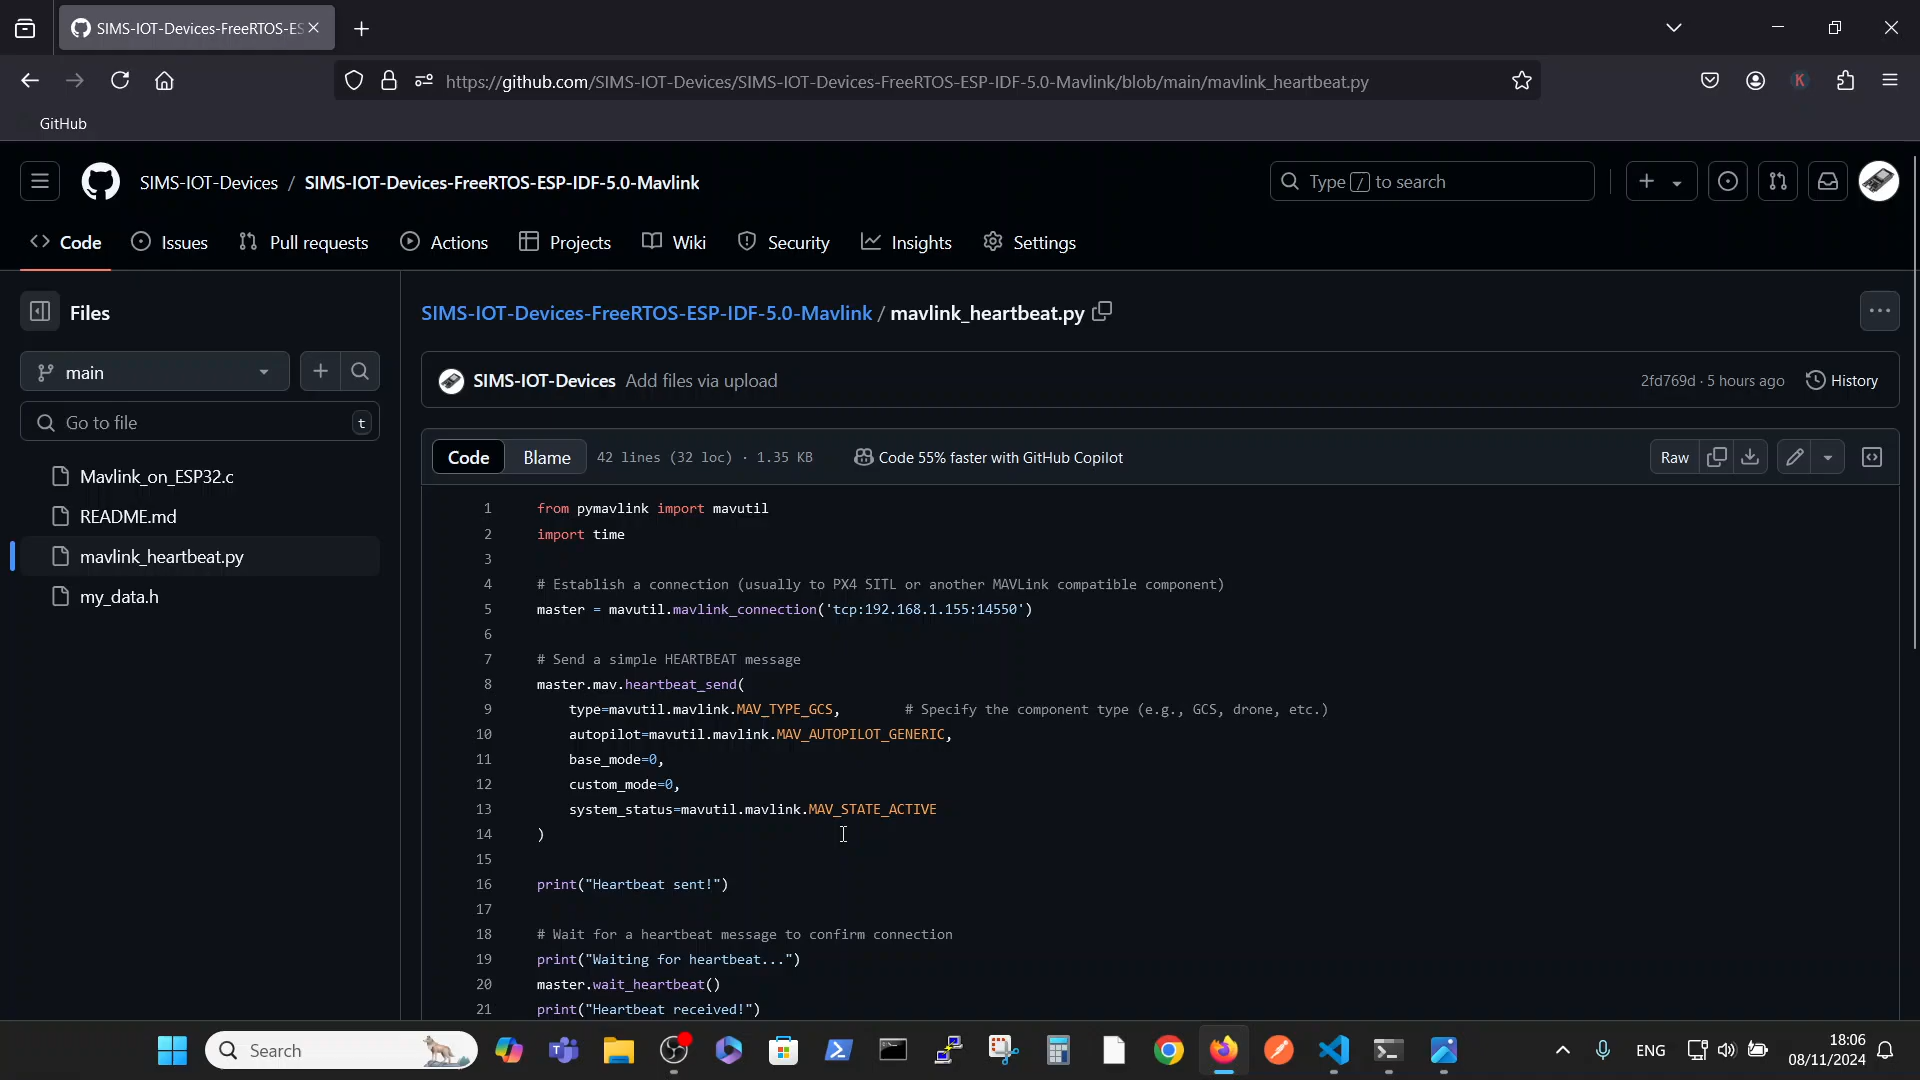 SIMS-IOT-Devices-FreeRTOS-ES
https://github.com/SIMS-IOT-Devices/SIMS-IOT-Devices-FreeRTOS-ESP-IDF-5.0-Mavlink/blob/main/mavlink_heartbeat.py
K
GitHub
SIMS-IOT-Devices / SIMS-IOT-Devices-FreeRTOS-ESP-IDF-5.0-Mavlink
Type / to search
Code Issues Pull requests Actions Projects Wiki Security Insights Settings
Files
SIMS-IOT-Devices-FreeRTOS-ESP-IDF-5.0-Mavlink / mavlink_heartbeat.py
main
SIMS-IOT-Devices Add files via upload
2fd769d · 5 hours ago History
Go to file t
Code Blame 42 lines (32 loc) · 1.35 KB Code 55% faster with GitHub Copilot Raw
Mavlink_on_ESP32.c
README.md
mavlink_heartbeat.py
my_data.h
1 from pymavlink import mavutil
2 import time
3
4 # Establish a connection (usually to PX4 SITL or another MAVLink compatible component)
5 master = mavutil.mavlink_connection('tcp:192.168.1.155:14550')
6
7 # Send a simple HEARTBEAT message
8 master.mav.heartbeat_send(
9 type=mavutil.mavlink.MAV_TYPE_GCS, # Specify the component type (e.g., GCS, drone, etc.)
10 autopilot=mavutil.mavlink.MAV_AUTOPILOT_GENERIC,
11 base_mode=0,
12 custom_mode=0,
13 system_status=mavutil.mavlink.MAV_STATE_ACTIVE
14 )
15
16 print("Heartbeat sent!")
17
18 # Wait for a heartbeat message to confirm connection
19 print("Waiting for heartbeat...")
20 master.wait_heartbeat()
21 print("Heartbeat received!")
Search
ENG
18:06
08/11/2024